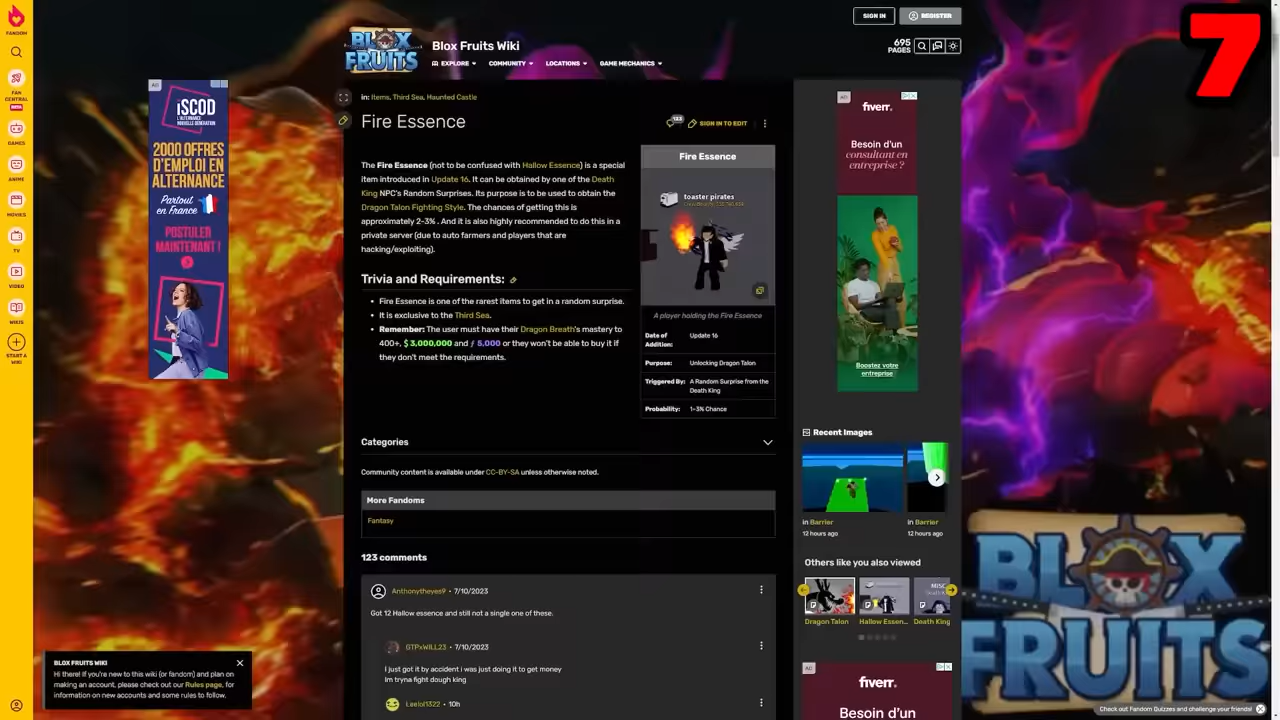 SIGN IN
REGISTER
7
FANDOM
FAN CENTRAL
BETA
GAMES
ANIME
MOVIES
TV
VIDEO
WIKIS
START A WIKI
BLOX FRUITS
Blox Fruits Wiki
EXPLORE
COMMUNITY
LOCATIONS
GAME MECHANICS
695
PAGES
AD
iSCOD
2000 OFFRES
D'EMPLOI EN
ALTERNANCE
Partout
en France
POSTULER
MAINTENANT !
in: Items, Third Sea, Haunted Castle
Fire Essence
123
SIGN IN TO EDIT
The Fire Essence (not to be confused with Hallow Essence) is a special
item introduced in Update 16. It can be obtained by one of the Death
King NPC's Random Surprises. Its purpose is to be used to obtain the
Dragon Talon Fighting Style. The chances of getting this is
approximately 2-3% . And it is also highly recommended to do this in a
private server (due to auto farmers and players that are
hacking/exploiting).
Trivia and Requirements:
Fire Essence is one of the rarest items to get in a random surprise.
It is exclusive to the Third Sea.
Remember: The user must have their Dragon Breath's mastery to
400+, $ 3,000,000 and ƒ 5,000 or they won't be able to buy it if
they don't meet the requirements.
Fire Essence
toaster pirates
A player holding the Fire Essence
Date of Addition: Update 16
Purpose: Unlocking Dragon Talon
Triggered By: A Random Surprise from the Death King
Probability: 1-3% Chance
Categories
Community content is available under CC-BY-SA unless otherwise noted.
More Fandoms
Fantasy
123 comments
Anthonytheyes9 • 7/10/2023
Got 12 Hallow essence and still not a single one of these.
GTPxWILL23 • 7/10/2023
I just got it by accident i was just doing it to get money
Im tryna fight dough king
Laelol1322 • 10h
AD
fiverr.
Besoin d'un
consultant en
entreprise ?
Boostez votre
entreprise
Recent Images
in Barrier
12 hours ago
in Barrier
12 hours ago
Others like you also viewed
Dragon Talon
Hallow Essen...
Death King
AD
fiverr.
Besoin d'un
BLOX FRUITS WIKI
Hi there! If you're new to this wiki (or fandom) and plan on
making an account, please check out our Rules page, for
information on new accounts and some rules to follow.
BLOX
FRUITS
Check out Fandom Quizzes and challenge your friends!